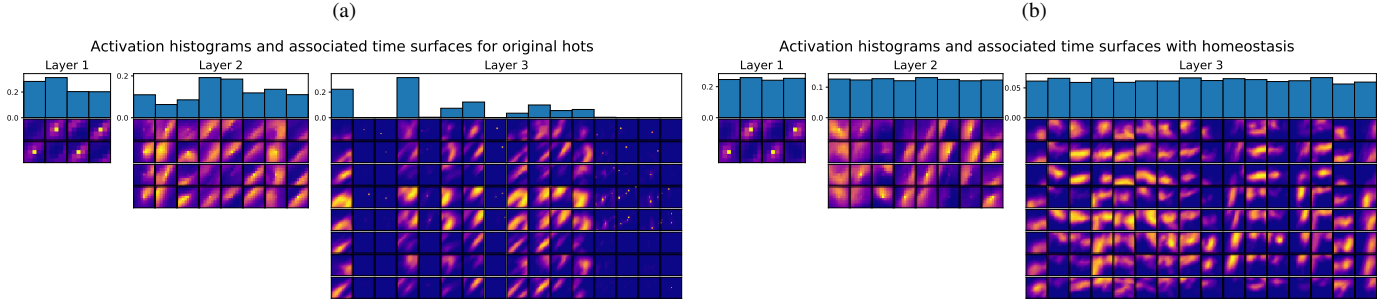 (a)
Activation histograms and associated time surfaces for original hots
Layer 1
Layer 2
Layer 3
0.2
0.0
0.2
0.0
0.2
0.0
(b)
Activation histograms and associated time surfaces with homeostasis
Layer 1
Layer 2
Layer 3
0.2
0.0
0.1
0.0
0.05
0.00